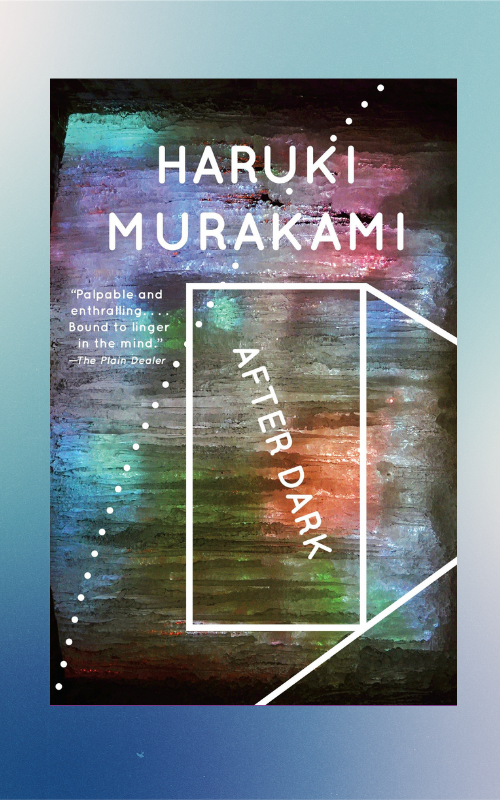 HARUKI
MURAKAMI
“Palpable and
enthralling. . . .
Bound to linger
in the mind.”
—The Plain Dealer
AFTER DARK